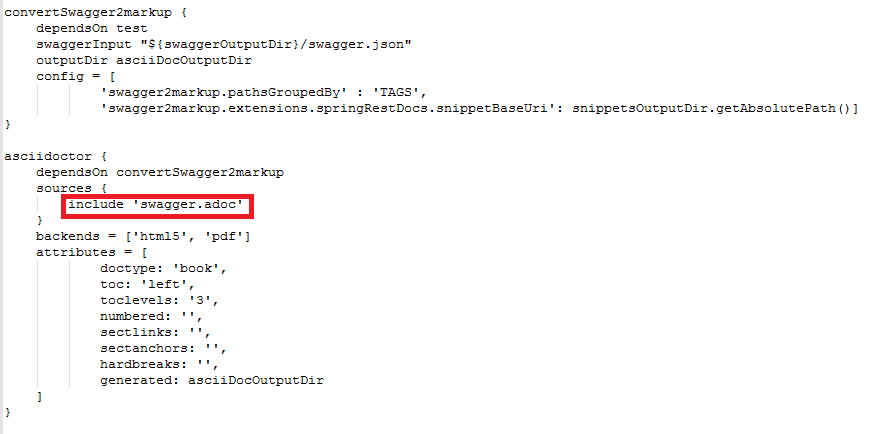 convertSwagger2markup {
    dependsOn test
    swaggerInput "${swaggerOutputDir}/swagger.json"
    outputDir asciiDocOutputDir
    config = [
            'swagger2markup.pathsGroupedBy' : 'TAGS',
            'swagger2markup.extensions.springRestDocs.snippetBaseUri': snippetsOutputDir.getAbsolutePath()]
}

asciidoctor {
    dependsOn convertSwagger2markup
    sources {
        include 'swagger.adoc'
    }
    backends = ['html5', 'pdf']
    attributes = [
            doctype: 'book',
            toc: 'left',
            toclevels: '3',
            numbered: '',
            sectlinks: '',
            sectanchors: '',
            hardbreaks: '',
            generated: asciiDocOutputDir
    ]
}